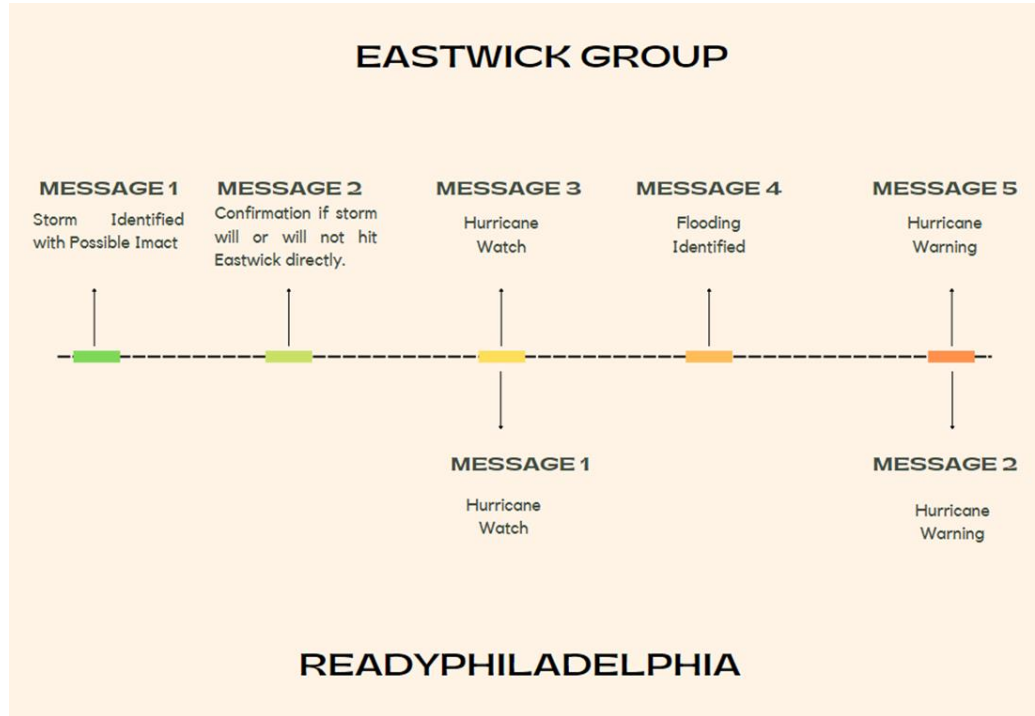 EASTWICK GROUP
MESSAGE 1
Storm Identified
with Possible Imact
MESSAGE 2
Confirmation if storm
will or will not hit
Eastwick directly.
MESSAGE 3
Hurricane
Watch
MESSAGE 4
Flooding
Identified
MESSAGE 5
Hurricane
Warning
MESSAGE 1
Hurricane
Watch
MESSAGE 2
Hurricane
Warning
READYPHILADELPHIA